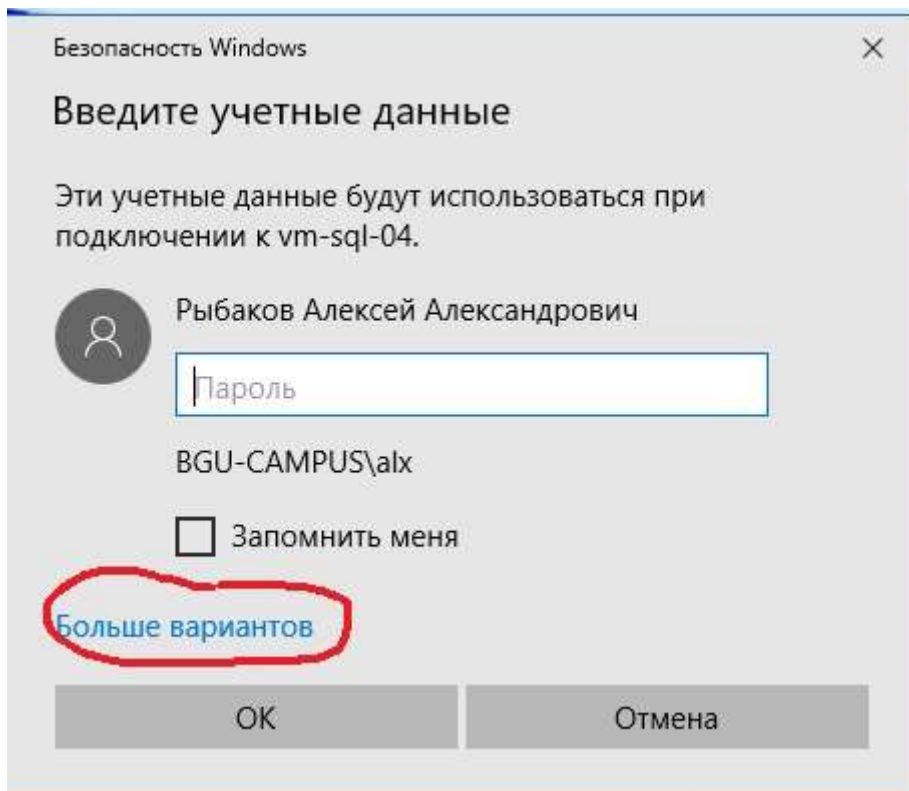 Безопасность Windows
Введите учетные данные
Эти учетные данные будут использоваться при
подключении к vm-sql-04.
Рыбаков Алексей Александрович
Пароль
BGU-CAMPUS\alx
Запомнить меня
Больше вариантов
ОК
Отмена